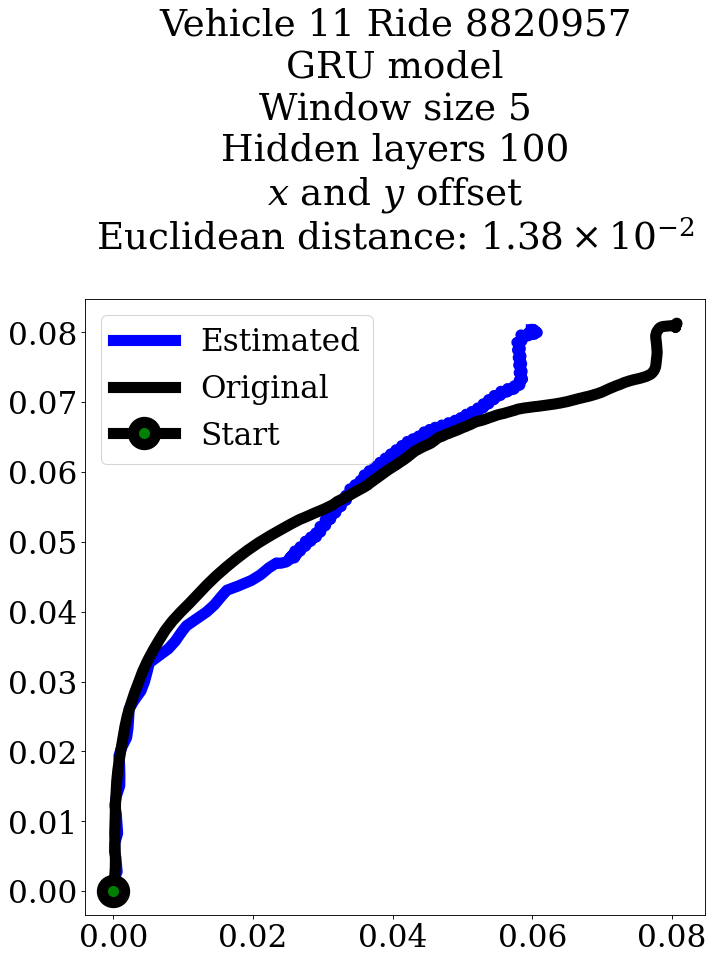 Vehicle 11 Ride 8820957
GRU model
Window size 5
Hidden layers 100
x and y offset
Euclidean distance: 1.38 × 10⁻²
Estimated
Original
Start
0.08
0.07
0.06
0.05
0.04
0.03
0.02
0.01
0.00
0.00 0.02 0.04 0.06 0.08